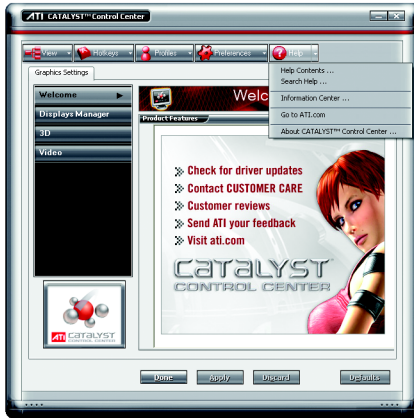 ATI CATALYST™ Control Center
View Hotkeys Profiles Preferences Help
Graphics Settings
Help Contents ...
Search Help ...
Information Center ...
Go to ATI.com
About CATALYST™ Control Center ...
Welcome
Displays Manager
3D
Video
Welc
Product Features
Check for driver updates
Contact CUSTOMER CARE
Customer reviews
Send ATI your feedback
Visit ati.com
CATALYST
CONTROL CENTER
ATI CATALYST
CONTROL CENTER
Done Apply Discard Defaults